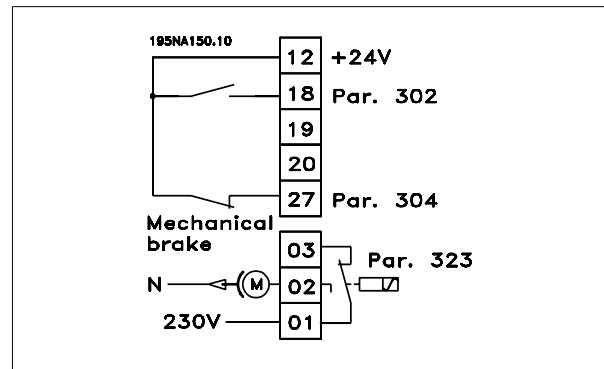 195NA150.10
12 +24V
18 Par. 302
19
20
27 Par. 304
Mechanical
brake
03
Par. 323
N M 02
230V 01